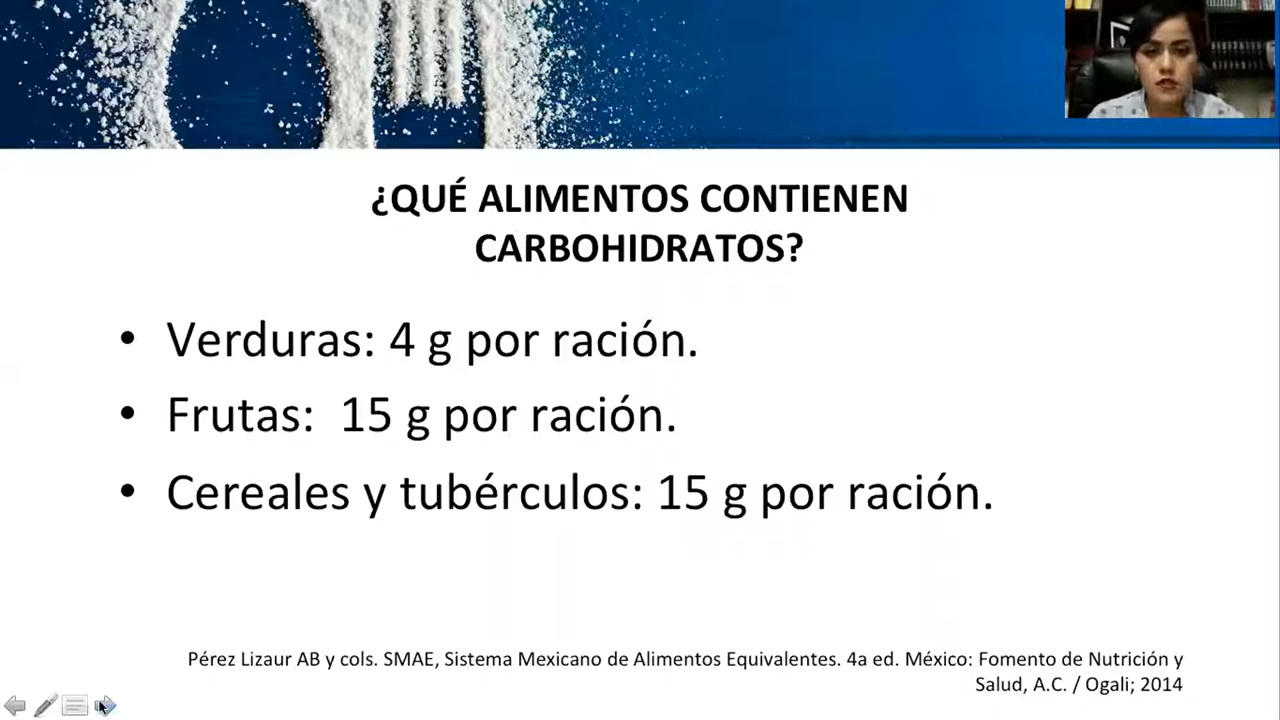 ¿QUÉ ALIMENTOS CONTIENEN
CARBOHIDRATOS?
• Verduras: 4 g por ración.
• Frutas:  15 g por ración.
• Cereales y tubérculos: 15 g por ración.
Pérez Lizaur AB y cols. SMAE, Sistema Mexicano de Alimentos Equivalentes. 4a ed. México: Fomento de Nutrición y
Salud, A.C. / Ogali; 2014